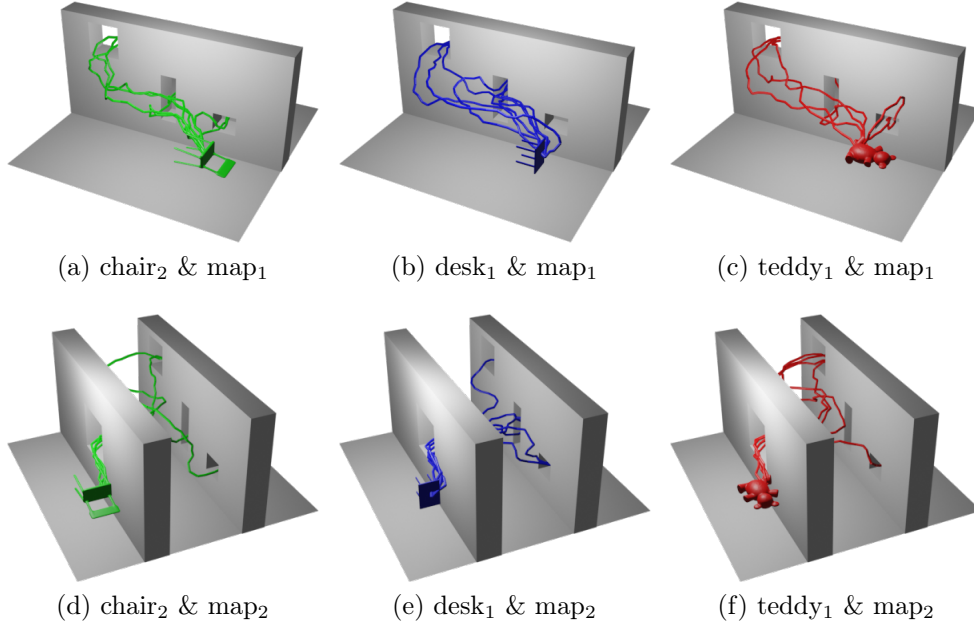 (a) chair₂ & map₁
(b) desk₁ & map₁
(c) teddy₁ & map₁
(d) chair₂ & map₂
(e) desk₁ & map₂
(f) teddy₁ & map₂